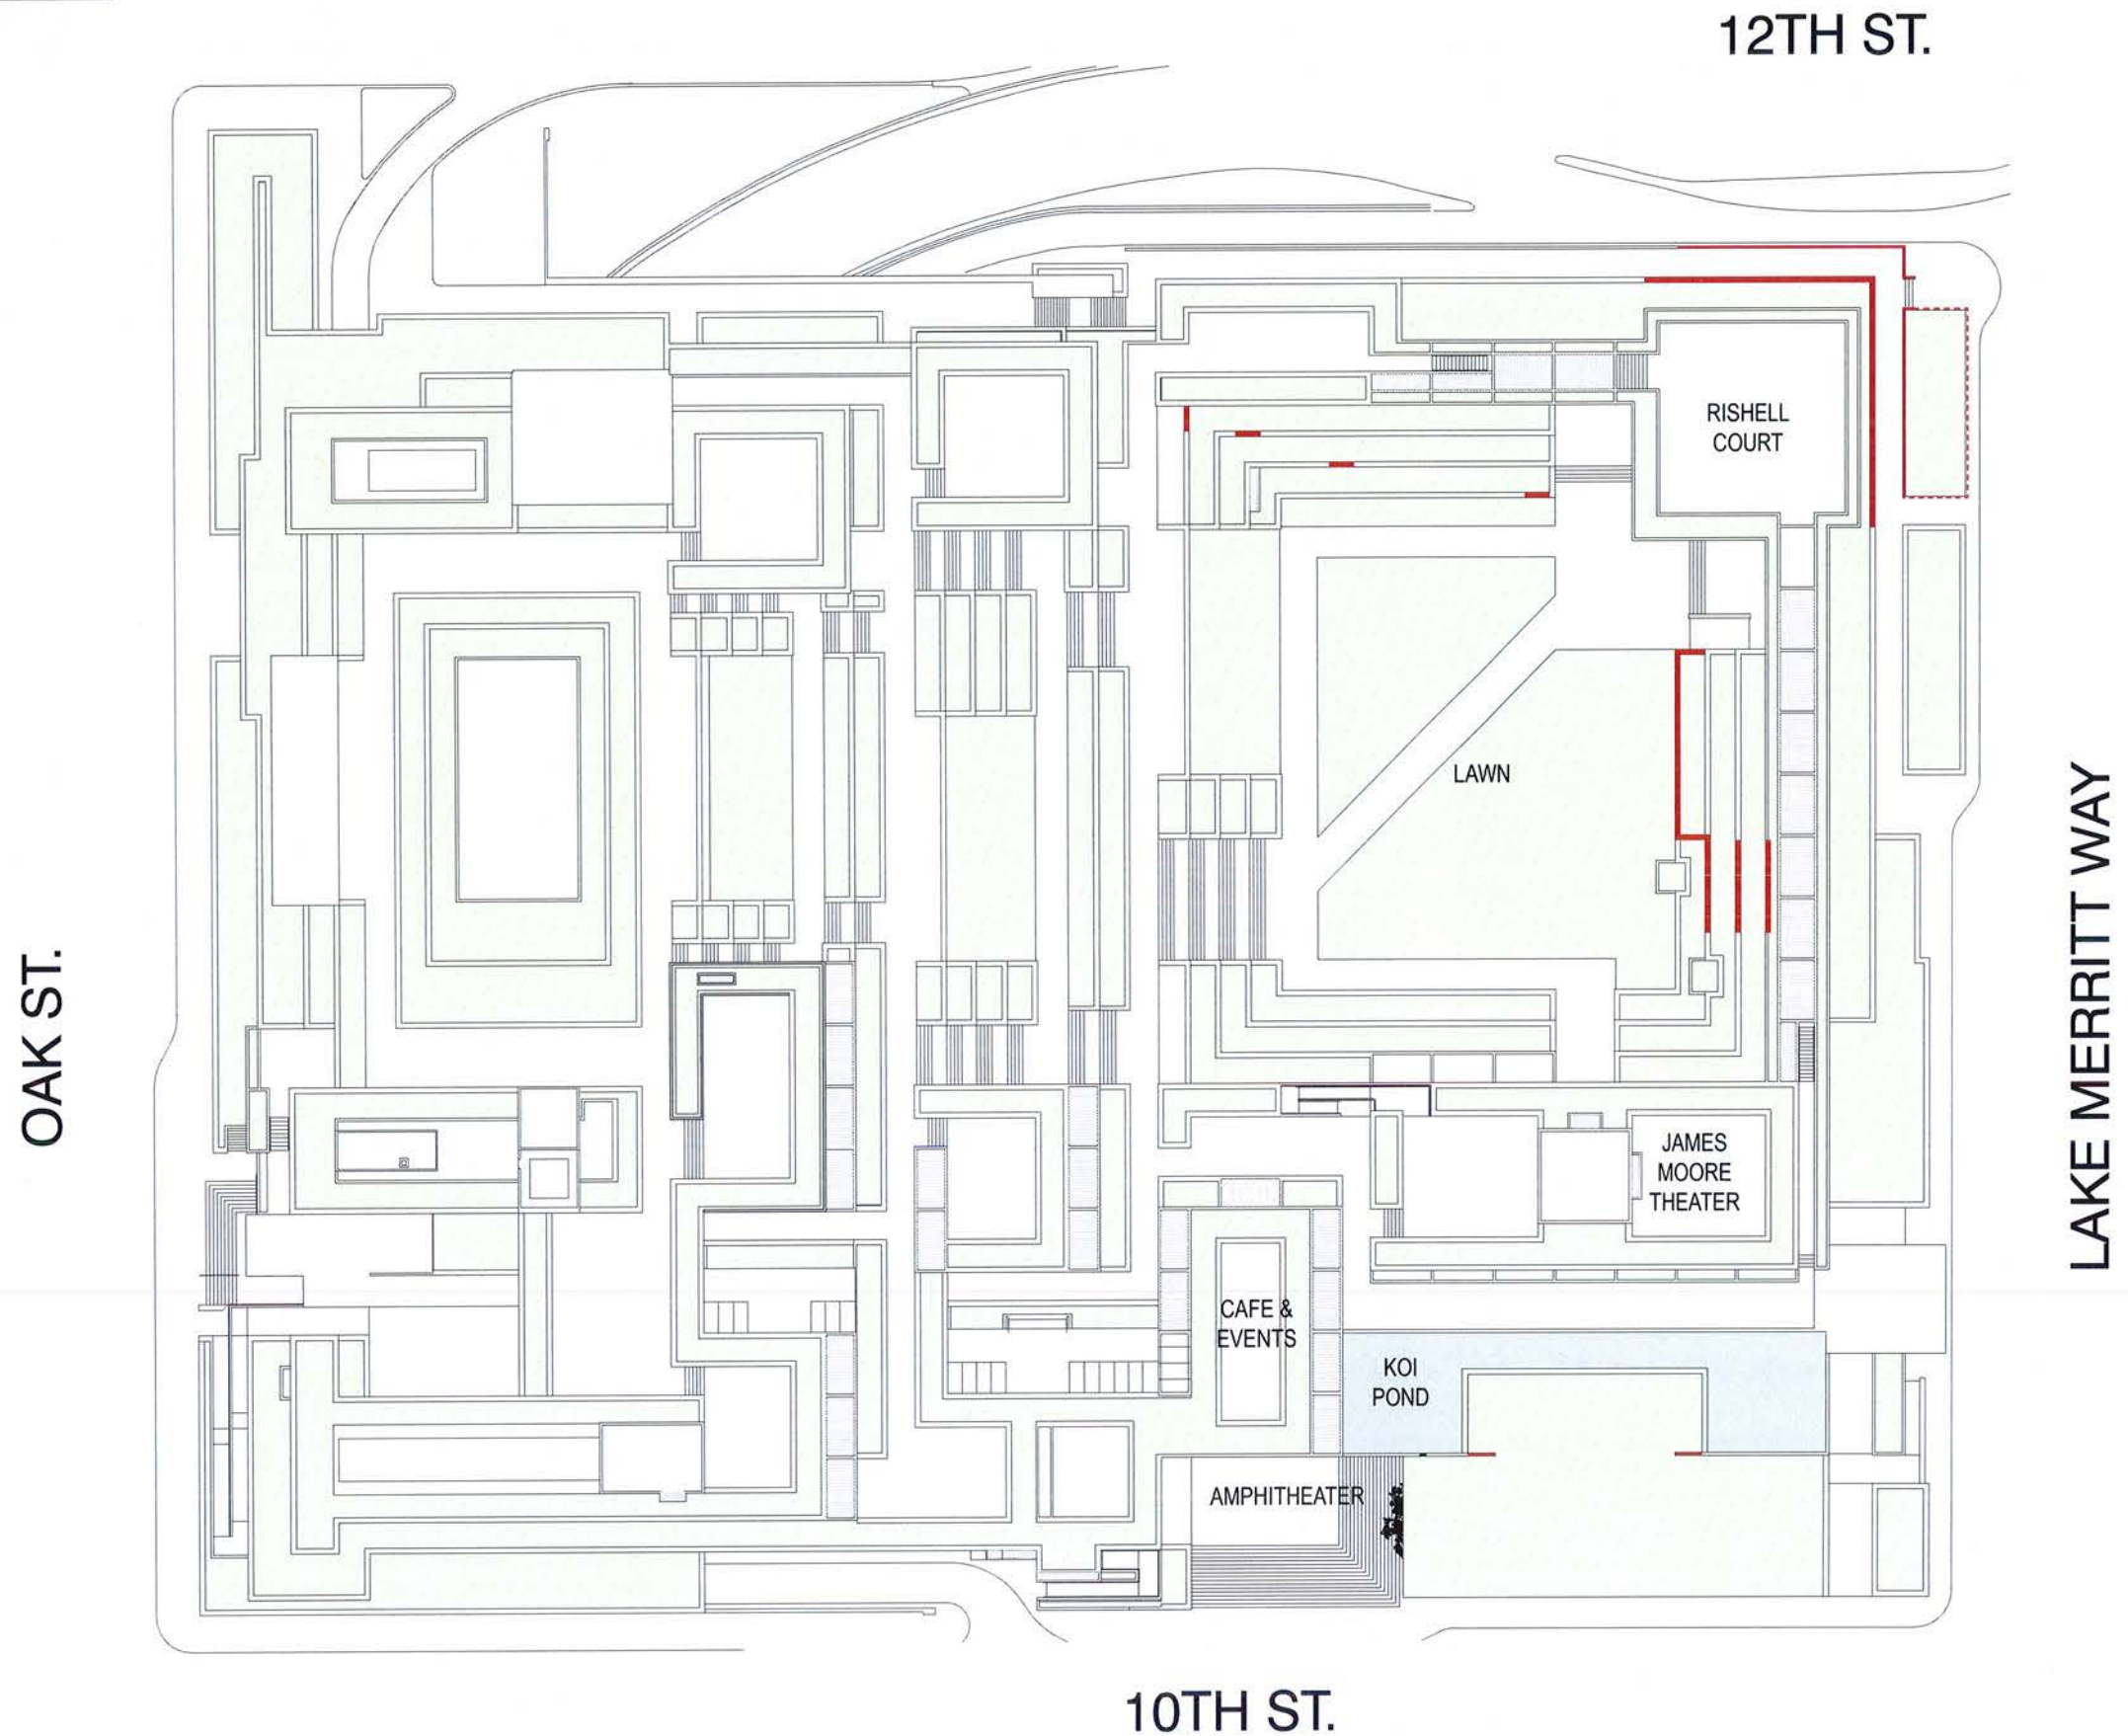 12TH ST.
RISHELL
COURT
LAWN
LAKE MERRITT WAY
OAK ST.
JAMES
MOORE
THEATER
CAFE &
EVENTS
KOI
POND
AMPHITHEATER
10TH ST.